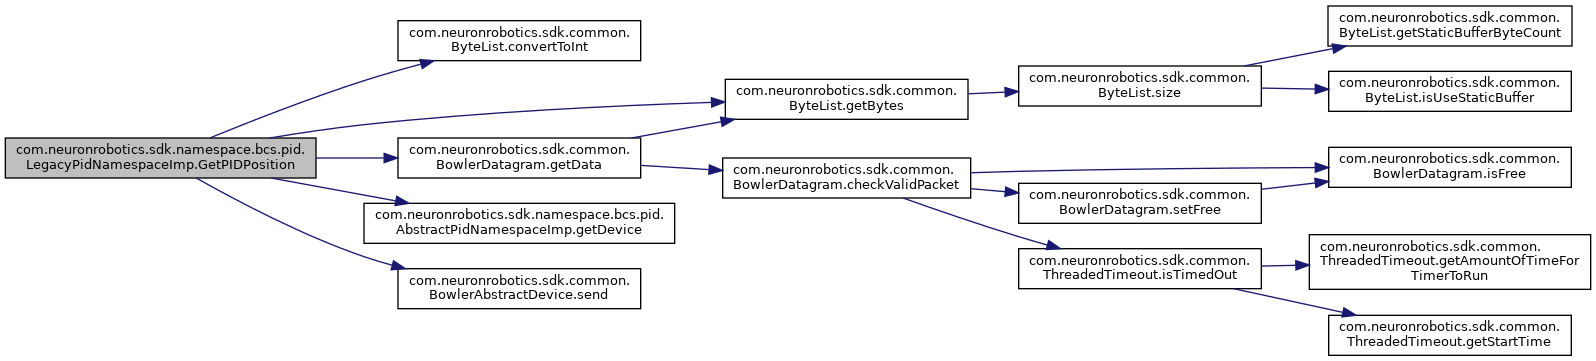 com.neuronrobotics.sdk.namespace.bcs.pid.
LegacyPidNamespaceImp.GetPIDPosition
com.neuronrobotics.sdk.common.
ByteList.convertToInt
com.neuronrobotics.sdk.common.
BowlerDatagram.getData
com.neuronrobotics.sdk.namespace.bcs.pid.
AbstractPidNamespaceImp.getDevice
com.neuronrobotics.sdk.common.
BowlerAbstractDevice.send
com.neuronrobotics.sdk.common.
ByteList.getBytes
com.neuronrobotics.sdk.common.
BowlerDatagram.checkValidPacket
com.neuronrobotics.sdk.common.
ByteList.size
com.neuronrobotics.sdk.common.
BowlerDatagram.setFree
com.neuronrobotics.sdk.common.
ThreadedTimeout.isTimedOut
com.neuronrobotics.sdk.common.
ByteList.getStaticBufferByteCount
com.neuronrobotics.sdk.common.
ByteList.isUseStaticBuffer
com.neuronrobotics.sdk.common.
BowlerDatagram.isFree
com.neuronrobotics.sdk.common.
ThreadedTimeout.getAmountOfTimeFor
TimerToRun
com.neuronrobotics.sdk.common.
ThreadedTimeout.getStartTime